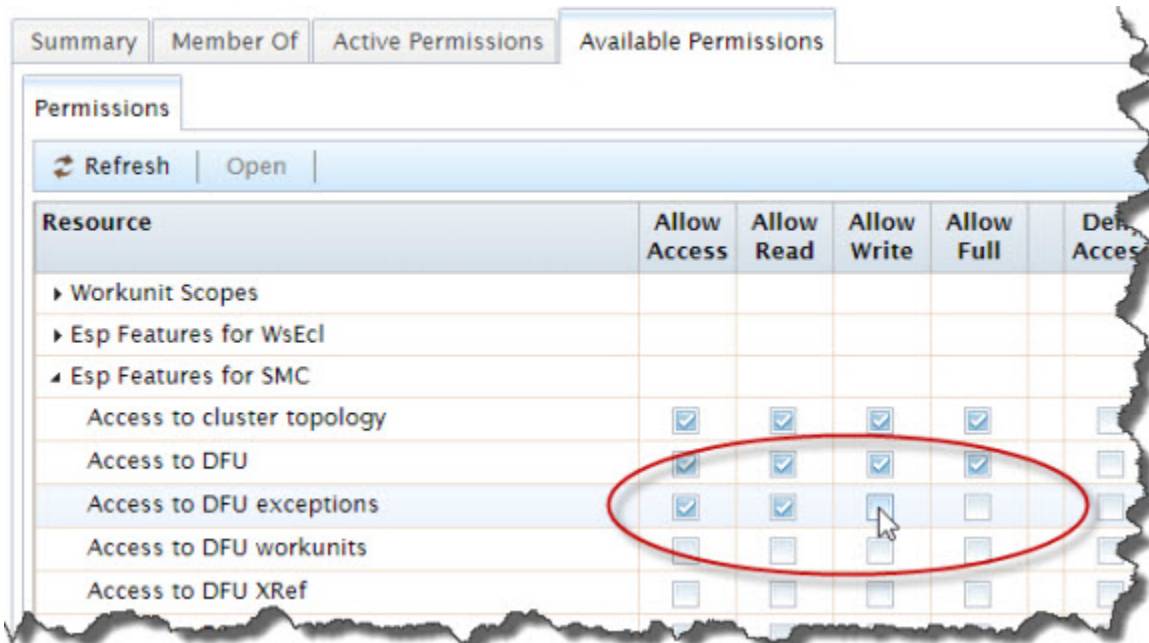 Summary Member Of Active Permissions Available Permissions
Permissions
Refresh Open
Resource Allow Access Allow Read Allow Write Allow Full
Workunit Scopes
Esp Features for WsEcl
Esp Features for SMC
Access to cluster topology
Access to DFU
Access to DFU exceptions
Access to DFU workunits
Access to DFU XRef